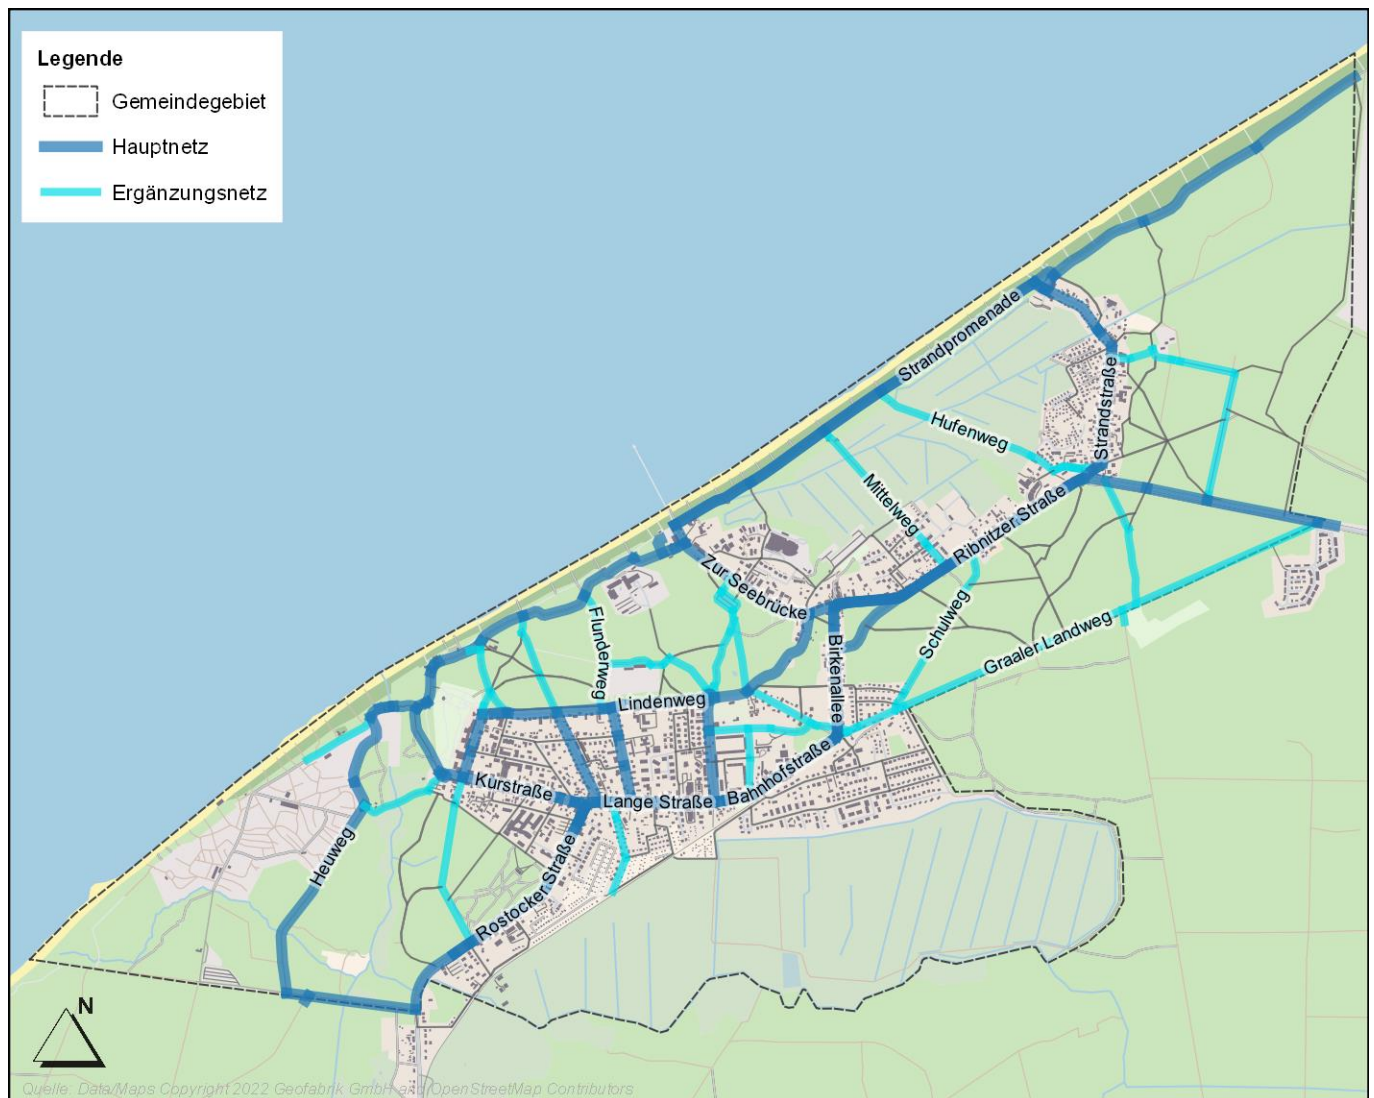 Legende
Gemeindegebiet
Hauptnetz
Ergänzungsnetz
Strandpromenade
Strandstraße
Hufenweg
Mittelweg
Ribnitzer Straße
Zur Seebrücke
Schulweg
Flunderweg
Birkenallee
Graaler Landweg
Lindenweg
Kurstraße
Lange Straße
Bahnhofstraße
Heuweg
Rostocker Straße
N
Quelle: Data/Maps Copyright 2022 Geofabrik GmbH and OpenStreetMap Contributors